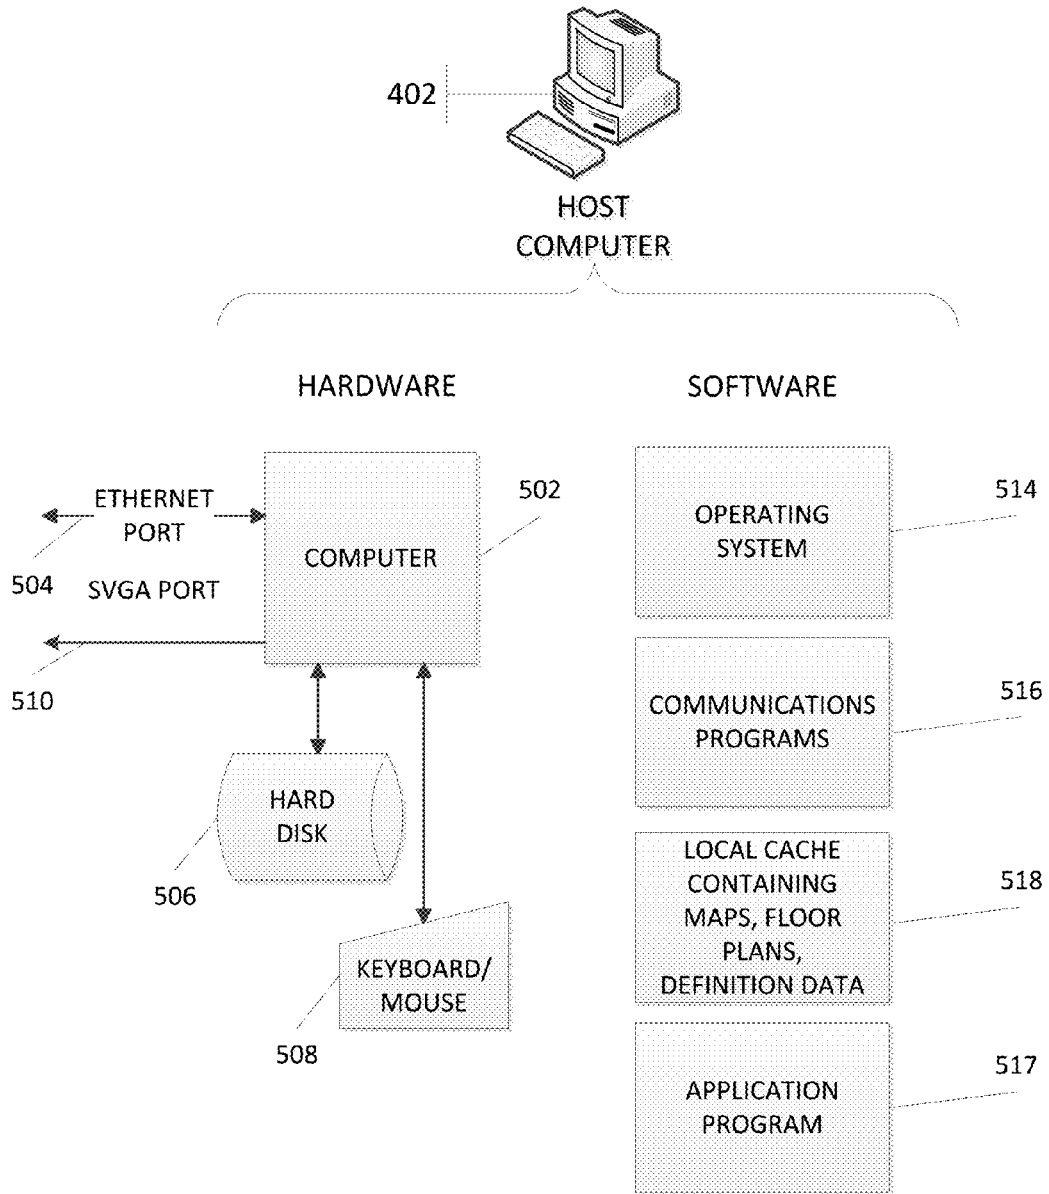 402
HOST
COMPUTER
HARDWARE
SOFTWARE
ETHERNET
PORT
504
SVGA PORT
510
COMPUTER
502
HARD
DISK
506
KEYBOARD/
MOUSE
508
OPERATING
SYSTEM
514
COMMUNICATIONS
PROGRAMS
516
LOCAL CACHE
CONTAINING
MAPS, FLOOR
PLANS,
DEFINITION DATA
518
APPLICATION
PROGRAM
517